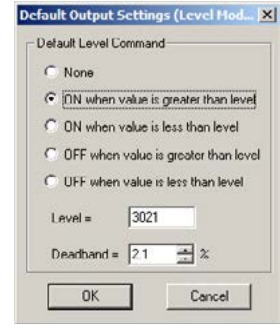 Default Output Settings (Level Mod...
Default Level Command
None
ON when value is greater than level
ON when value is less than level
OFF when value is greater than level
OFF when value is less than level
Level = 3021
Deadband = 2.1 %
OK Cancel